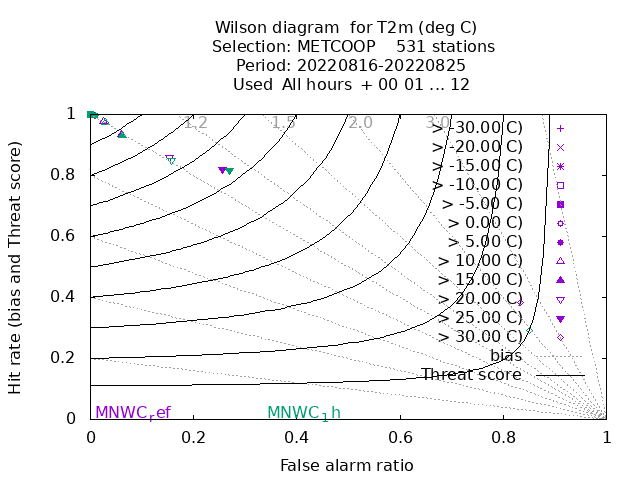 Wilson diagram  for T2m (deg C)
Selection: METCOOP    531 stations
Period: 20220816-20220825
Used  All hours  + 00 01 ... 12
Hit rate (bias and Threat score)
1
0.8
0.6
0.4
0.2
0
1.2
1.5
2.0
3.0
> -30.00 C)
> -20.00 C)
> -15.00 C)
> -10.00 C)
> -5.00 C)
> 0.00 C)
> 5.00 C)
> 10.00 C)
> 15.00 C)
> 20.00 C)
> 25.00 C)
> 30.00 C)
bias
Threat score
MNWC_ref
MNWC_1h
0
0.2
0.4
0.6
0.8
1
False alarm ratio